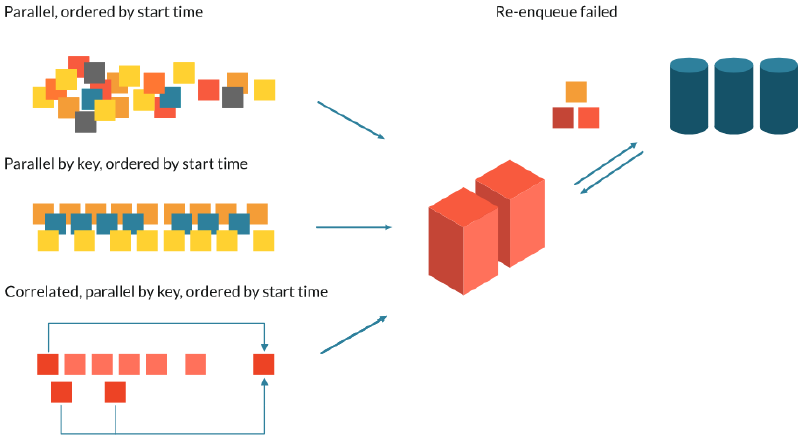 Parallel, ordered by start time
Re-enqueue failed
Parallel by key, ordered by start time
Correlated, parallel by key, ordered by start time